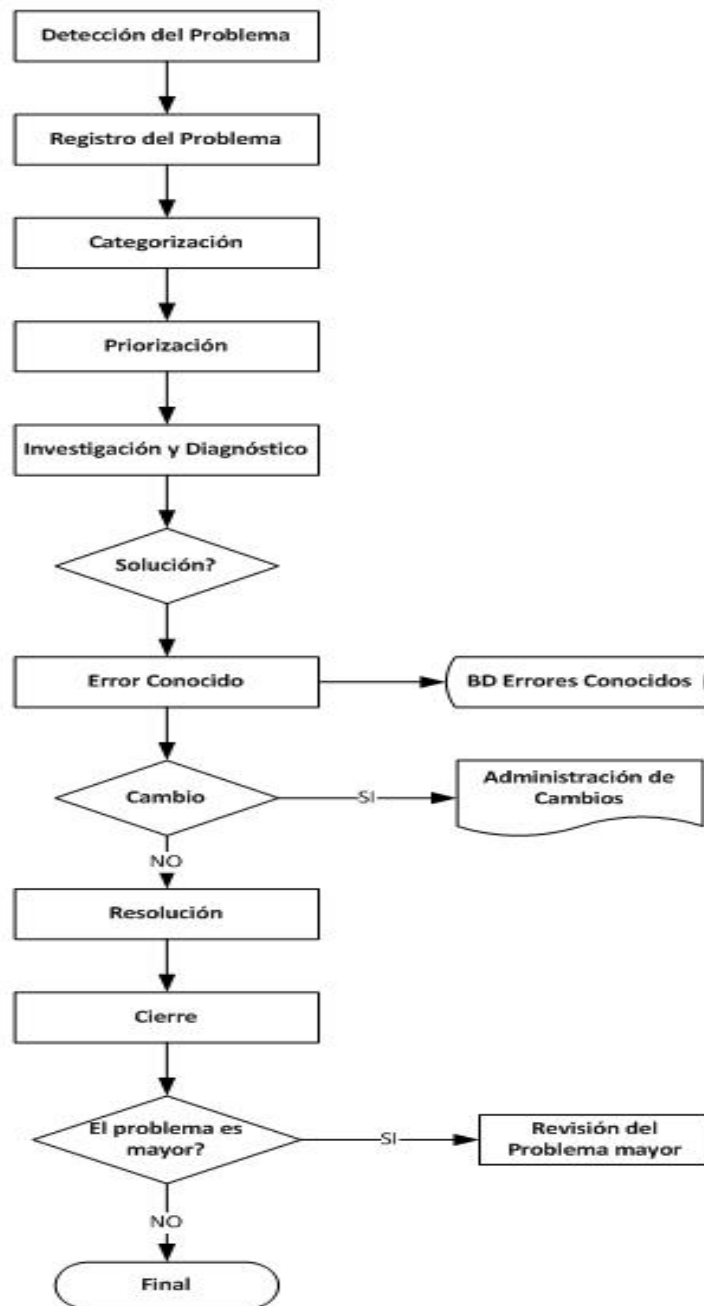 Detección del Problema
Registro del Problema
Categorización
Priorización
Investigación y Diagnóstico
Solución?
Error Conocido
BD Errores Conocidos
Cambio
SI
Administración de
Cambios
NO
Resolución
Cierre
El problema es
mayor?
SI
Revisión del
Problema mayor
NO
Final